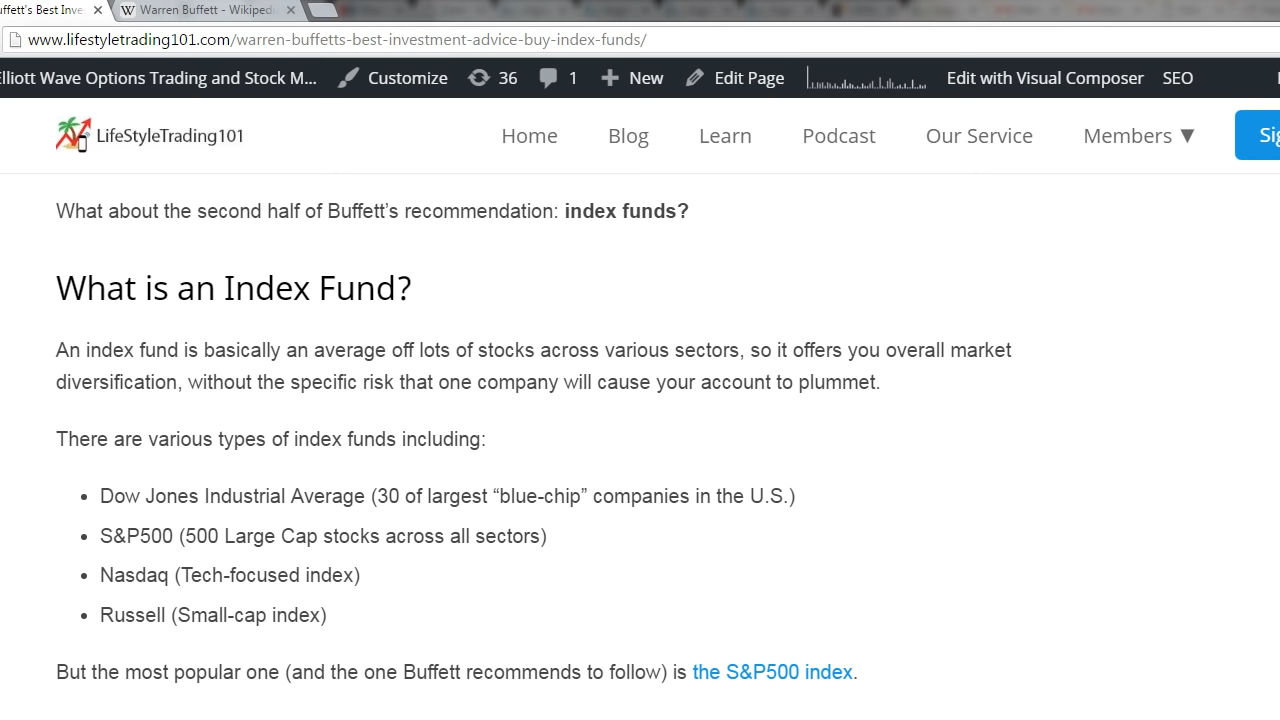 uffett's Best Inve
Warren Buffett - Wikiped
www.lifestyletrading101.com/warren-buffetts-best-investment-advice-buy-index-funds/
lliott Wave Options Trading and Stock M... Customize 36 1 New Edit Page Edit with Visual Composer SEO
LifeStyleTrading101 Home Blog Learn Podcast Our Service Members ▼ Sig
What about the second half of Buffett’s recommendation: index funds?
What is an Index Fund?
An index fund is basically an average off lots of stocks across various sectors, so it offers you overall market
diversification, without the specific risk that one company will cause your account to plummet.
There are various types of index funds including:
• Dow Jones Industrial Average (30 of largest “blue-chip” companies in the U.S.)
• S&P500 (500 Large Cap stocks across all sectors)
• Nasdaq (Tech-focused index)
• Russell (Small-cap index)
But the most popular one (and the one Buffett recommends to follow) is the S&P500 index.